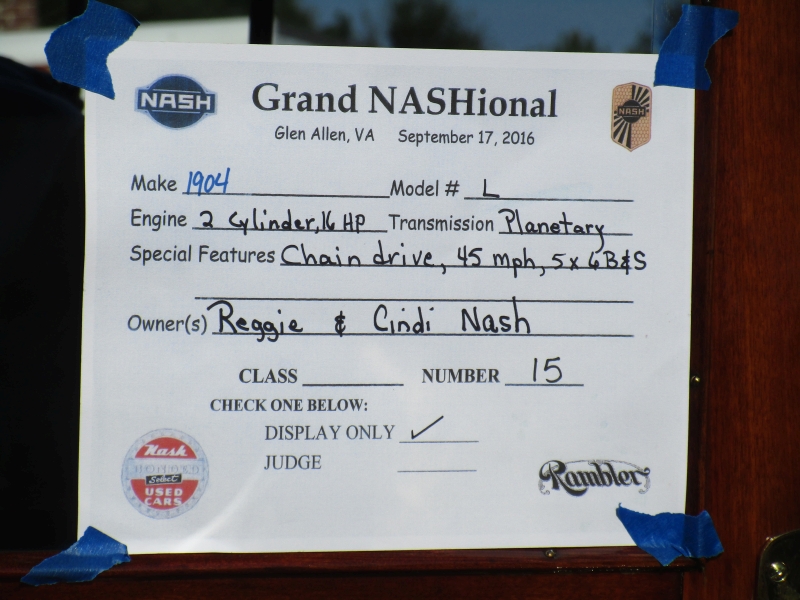 NASH
Grand NASHional
NASH
Glen Allen, VA September 17, 2016
Make 1904 Model # L
Engine 2 Cylinder, 16 HP Transmission Planetary
Special Features Chain drive, 45 mph, 5x6 B&S
Owner(s) Reggie & Cindi Nash
CLASS NUMBER 15
CHECK ONE BELOW:
DISPLAY ONLY ✓
JUDGE
Nash
Select
USED
CARS
Rambler